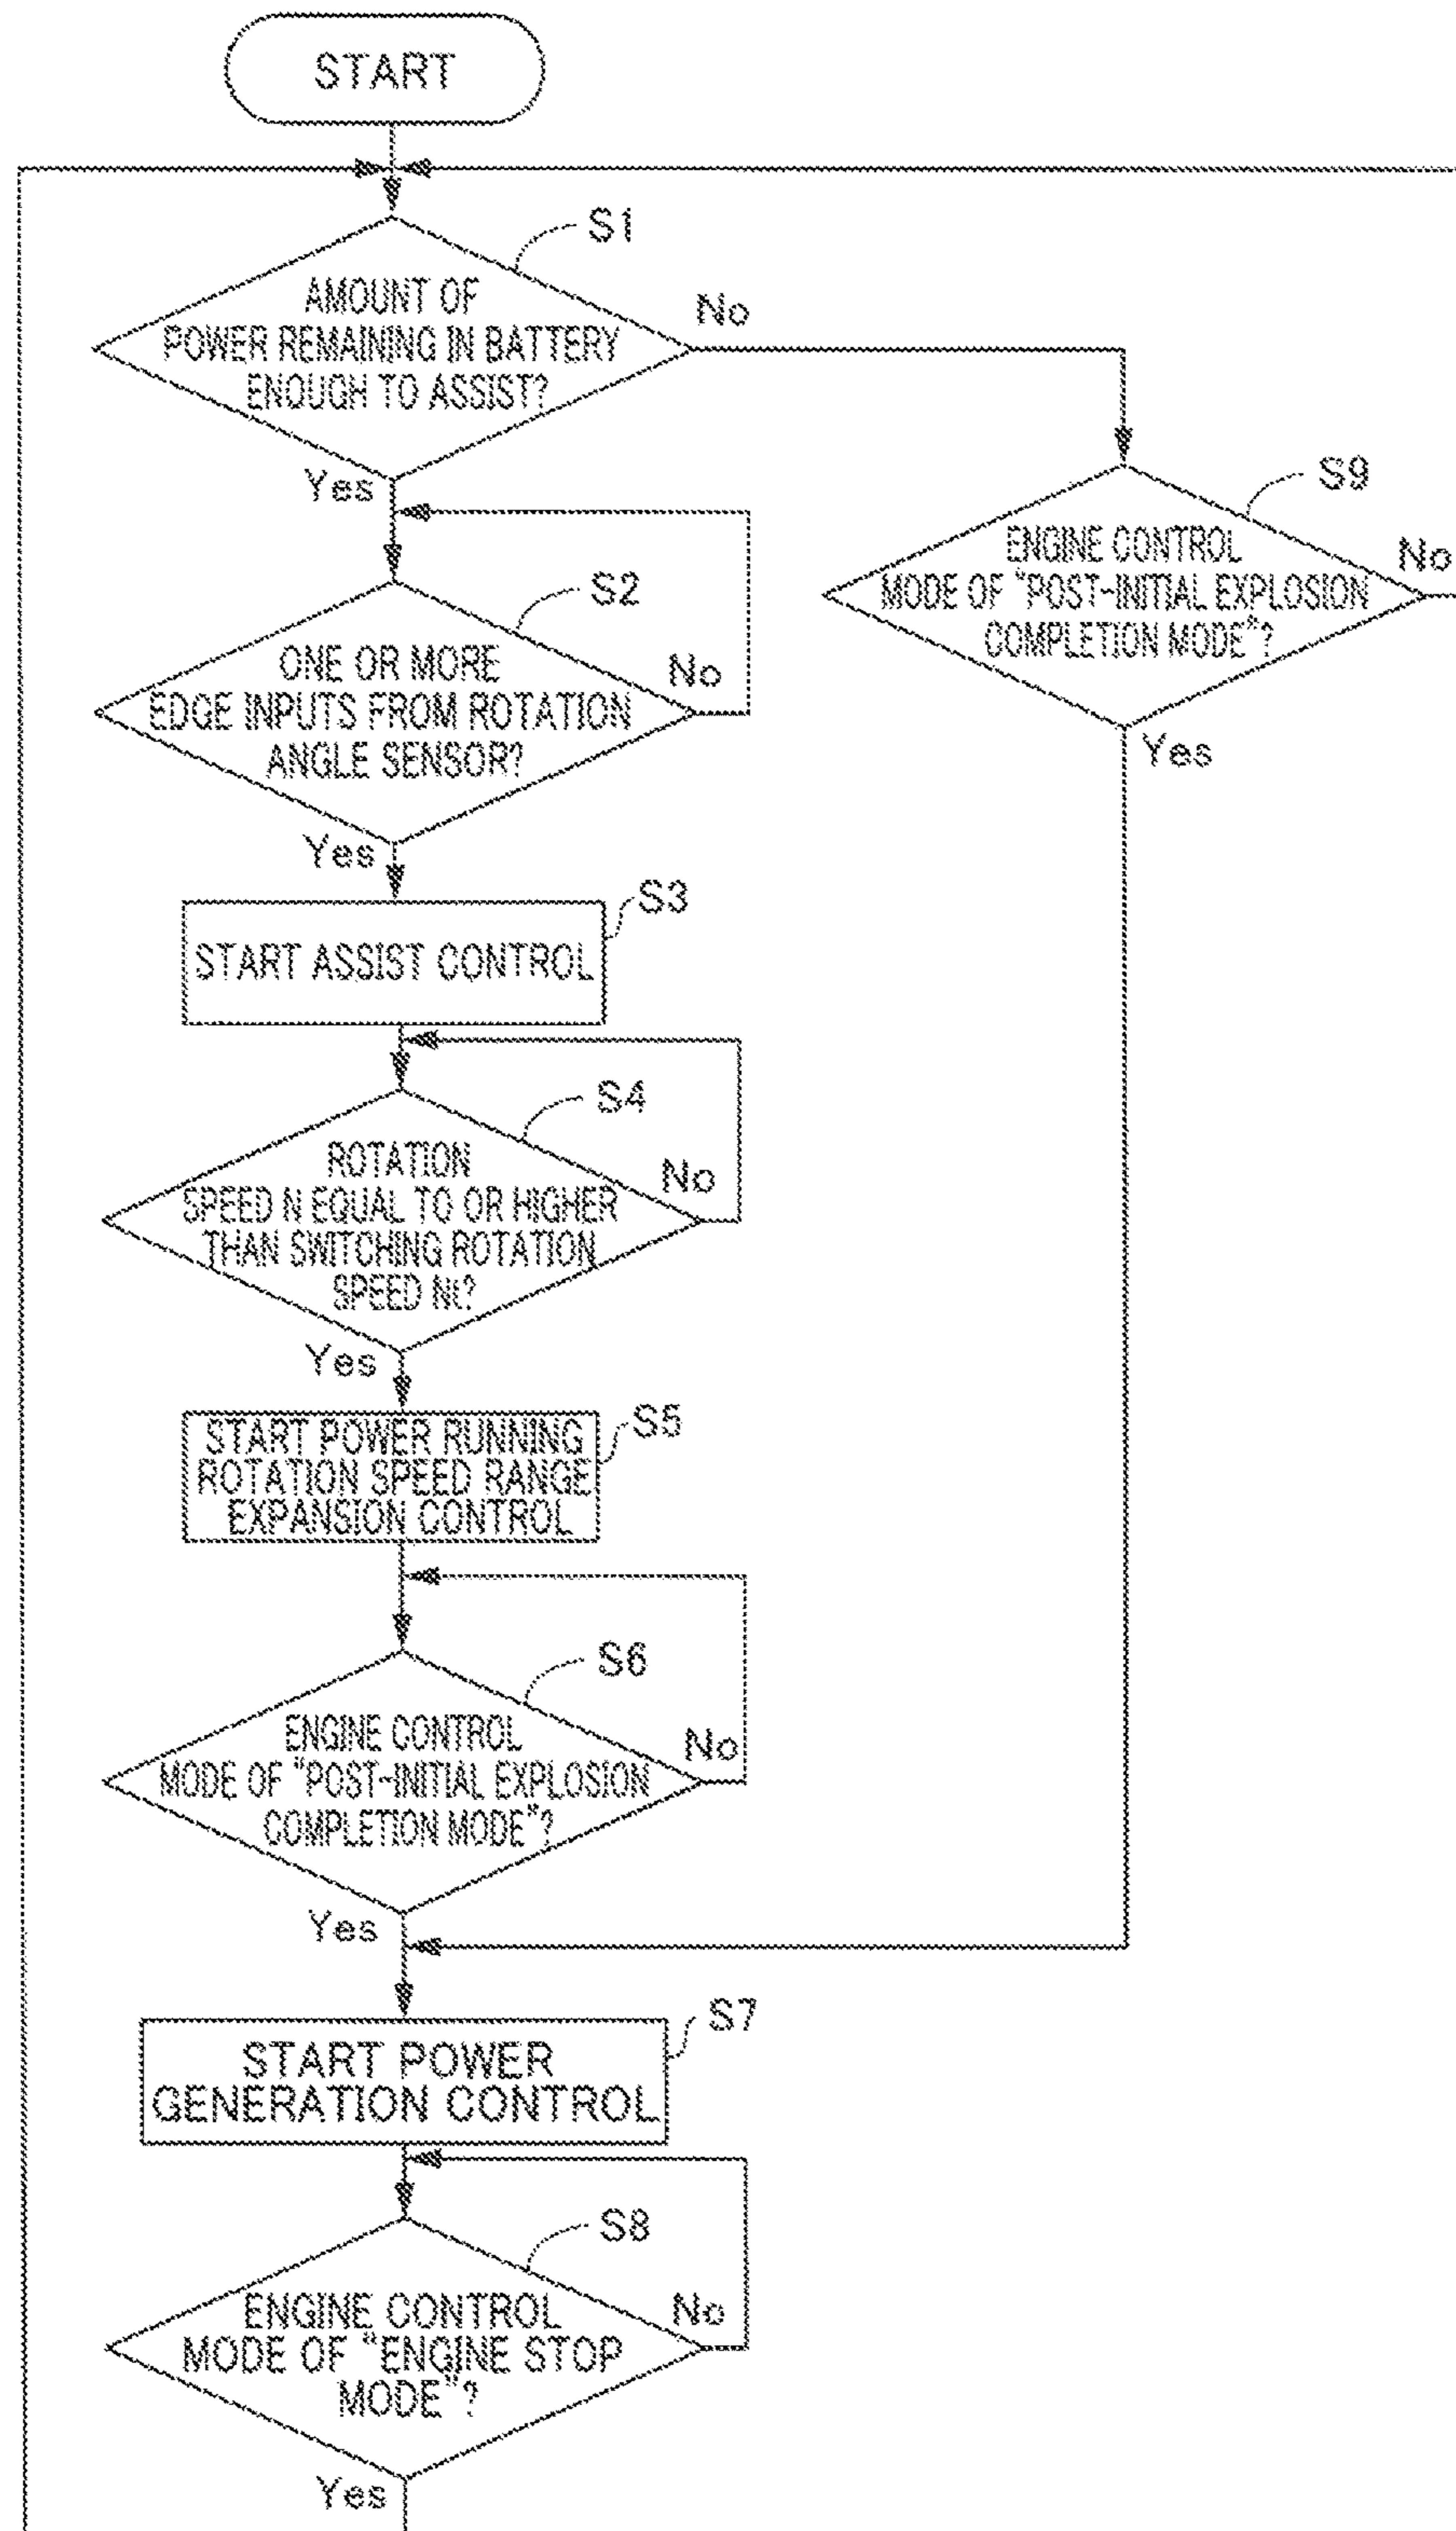 START
S1
AMOUNT OF
POWER REMAINING IN BATTERY
ENOUGH TO ASSIST?
No
Yes
S9
ENGINE CONTROL
MODE OF "POST-INITIAL EXPLOSION
COMPLETION MODE"?
No
Yes
S2
ONE OR MORE
EDGE INPUTS FROM ROTATION
ANGLE SENSOR?
No
Yes
S3
START ASSIST CONTROL
S4
ROTATION
SPEED N EQUAL TO OR HIGHER
THAN SWITCHING ROTATION
SPEED Nt?
No
Yes
S5
START POWER RUNNING
ROTATION SPEED RANGE
EXPANSION CONTROL
S6
ENGINE CONTROL
MODE OF "POST-INITIAL EXPLOSION
COMPLETION MODE"?
No
Yes
S7
START POWER
GENERATION CONTROL
S8
ENGINE CONTROL
MODE OF "ENGINE STOP
MODE"?
No
Yes